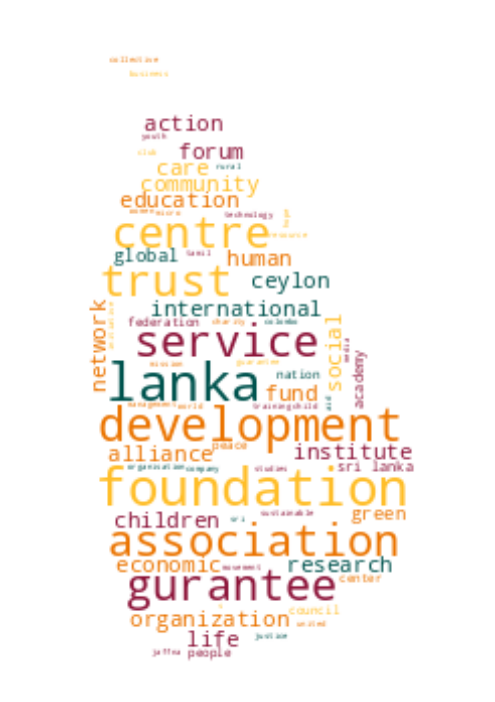 collective
business
action
youth
club forum
care rural
community
education
women micro technology
centre resource
global tamil human
trust ceylon
international
federation charity colombo
network
service
social
media
mission guarantee
lanka nation
fund
academy
aid
management world training child
development
alliance peace institute
organisation company studies sri lanka
foundation
sustainable green
children sri
association
economic movement research
gurantee center
council
organization united
life justice
jaffna people